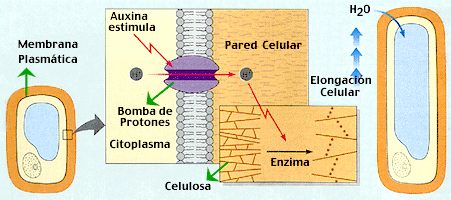 Membrana
Plasmática
Auxina
estimula
Pared Celular
H⁺
H⁺
Bomba de
Protones
Citoplasma
Celulosa
Enzima
H₂O
Elongación
Celular